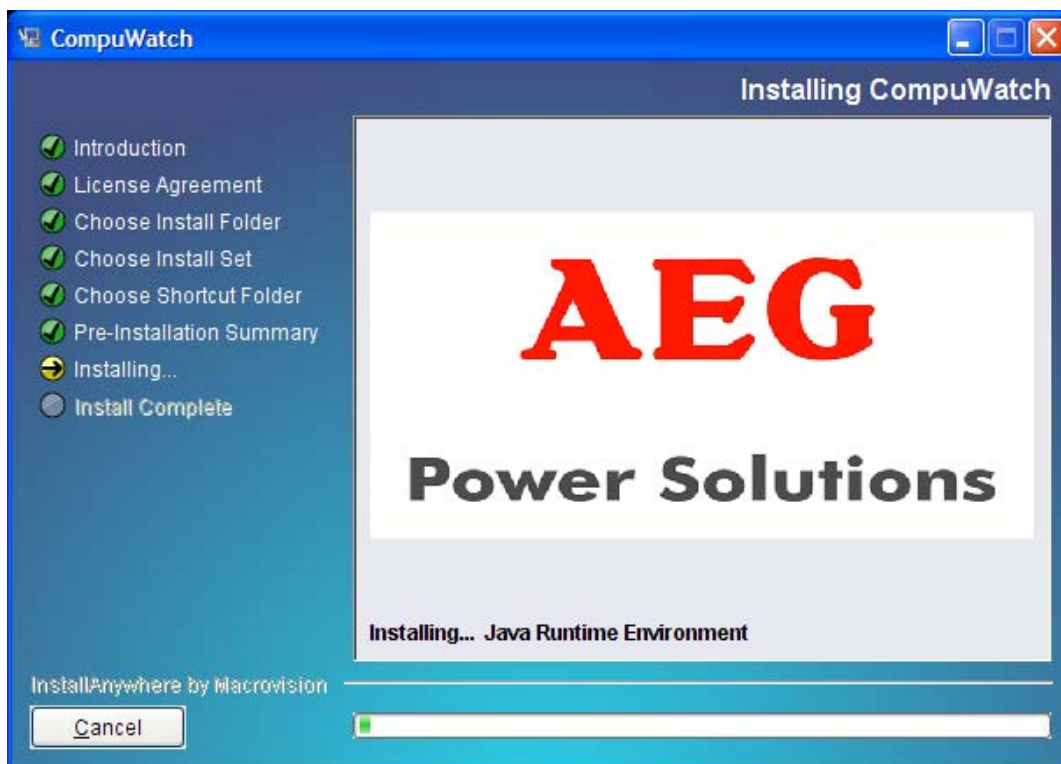 CompuWatch
Installing CompuWatch
Introduction
License Agreement
Choose Install Folder
Choose Install Set
Choose Shortcut Folder
Pre-Installation Summary
Installing...
Install Complete
AEG
Power Solutions
Installing... Java Runtime Environment
InstallAnywhere by Macrovision
Cancel